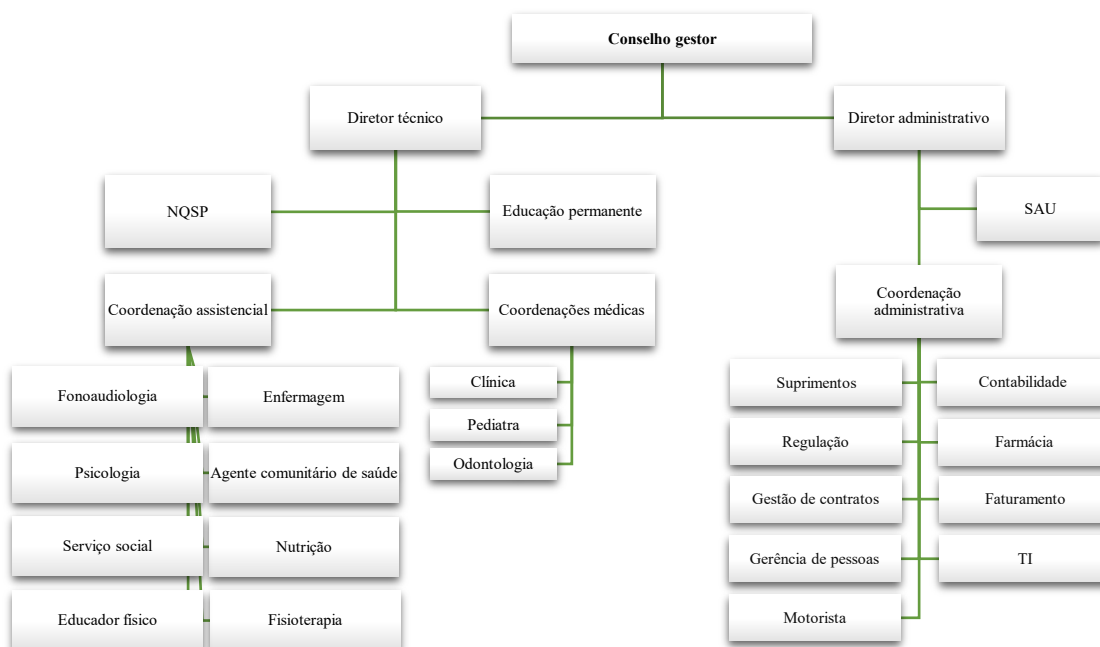 Conselho gestor
Diretor técnico
Diretor administrativo
NQSP
Educação permanente
SAU
Coordenação assistencial
Coordenações médicas
Coordenação
administrativa
Fonoaudiologia
Enfermagem
Psicologia
Agente comunitário de saúde
Serviço social
Nutrição
Educador físico
Fisioterapia
Clínica
Pediatra
Odontologia
Suprimentos
Contabilidade
Regulação
Farmácia
Gestão de contratos
Faturamento
Gerência de pessoas
TI
Motorista